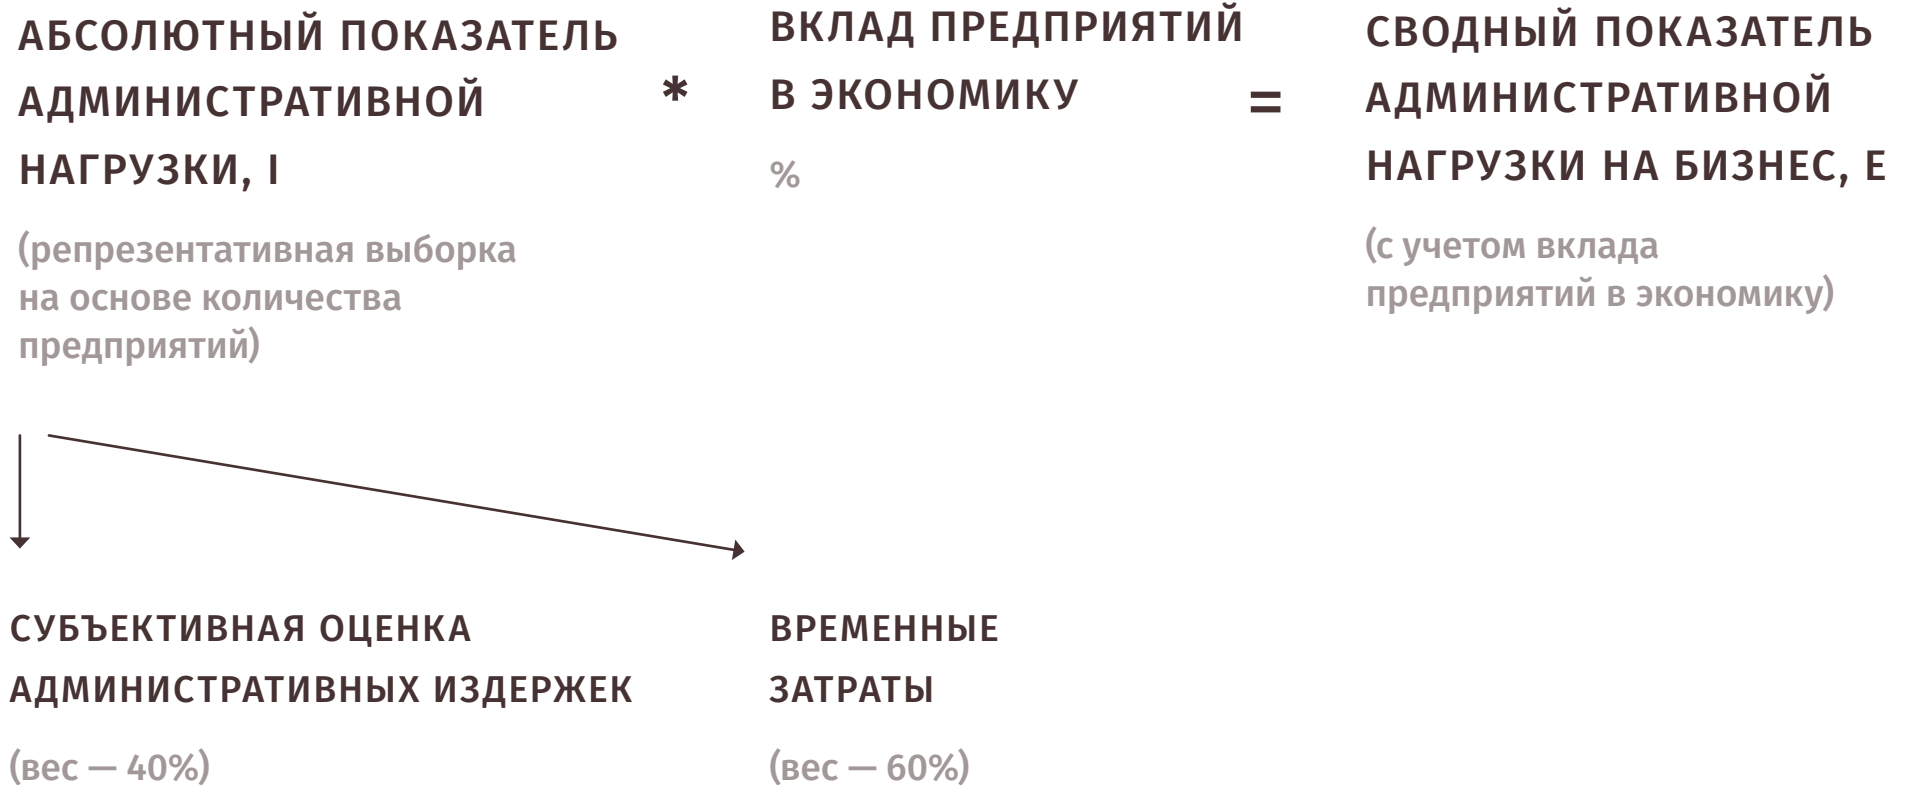 АБСОЛЮТНЫЙ ПОКАЗАТЕЛЬ
АДМИНИСТРАТИВНОЙ
НАГРУЗКИ, I
(репрезентативная выборка
на основе количества
предприятий)
*
ВКЛАД ПРЕДПРИЯТИЙ
В ЭКОНОМИКУ
%
=
СВОДНЫЙ ПОКАЗАТЕЛЬ
АДМИНИСТРАТИВНОЙ
НАГРУЗКИ НА БИЗНЕС, E
(с учетом вклада
предприятий в экономику)
СУБЪЕКТИВНАЯ ОЦЕНКА
АДМИНИСТРАТИВНЫХ ИЗДЕРЖЕК
(вес — 40%)
ВРЕМЕННЫЕ
ЗАТРАТЫ
(вес — 60%)